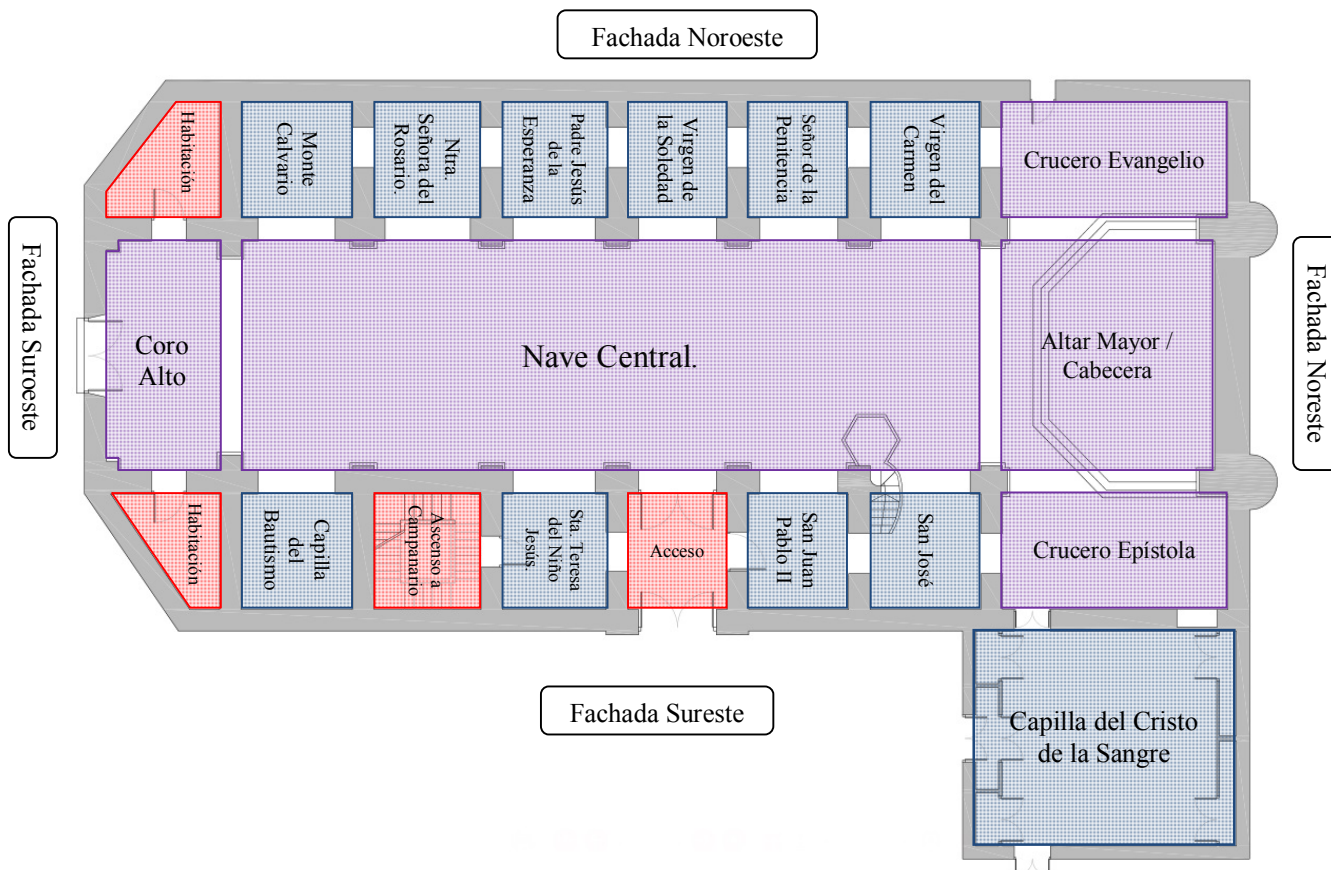 Fachada Noroeste
Habitación
Monte
Calvario
Ntra.
Señora del
Rosario.
Padre Jesús
de la
Esperanza
Virgen de
la Soledad
Señor de la
Penitencia
Virgen del
Carmen
Crucero Evangelio
Fachada Suroeste
Coro
Alto
Nave Central.
Altar Mayor /
Cabecera
Fachada Noreste
Habitación
Capilla
del
Bautismo
Ascenso a
Campanario
Sta. Teresa
del Niño
Jesús.
Acceso
San Juan
Pablo II
San José
Crucero Epístola
Fachada Sureste
Capilla del Cristo
de la Sangre